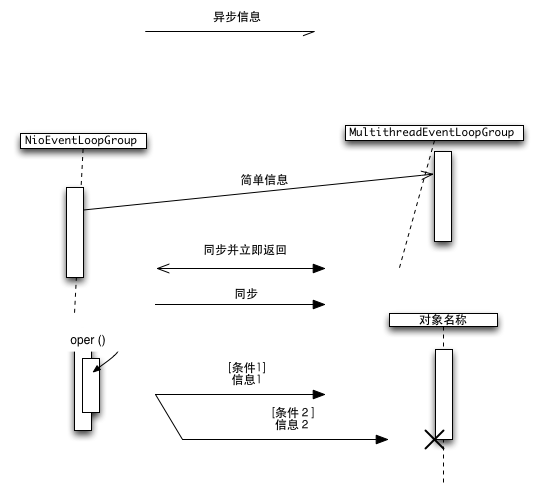 异步信息
NioEventLoopGroup
MultithreadEventLoopGroup
简单信息
同步并立即返回
同步
对象名称
oper ()
[条件1]
信息1
[条件 2 ]
信息 2